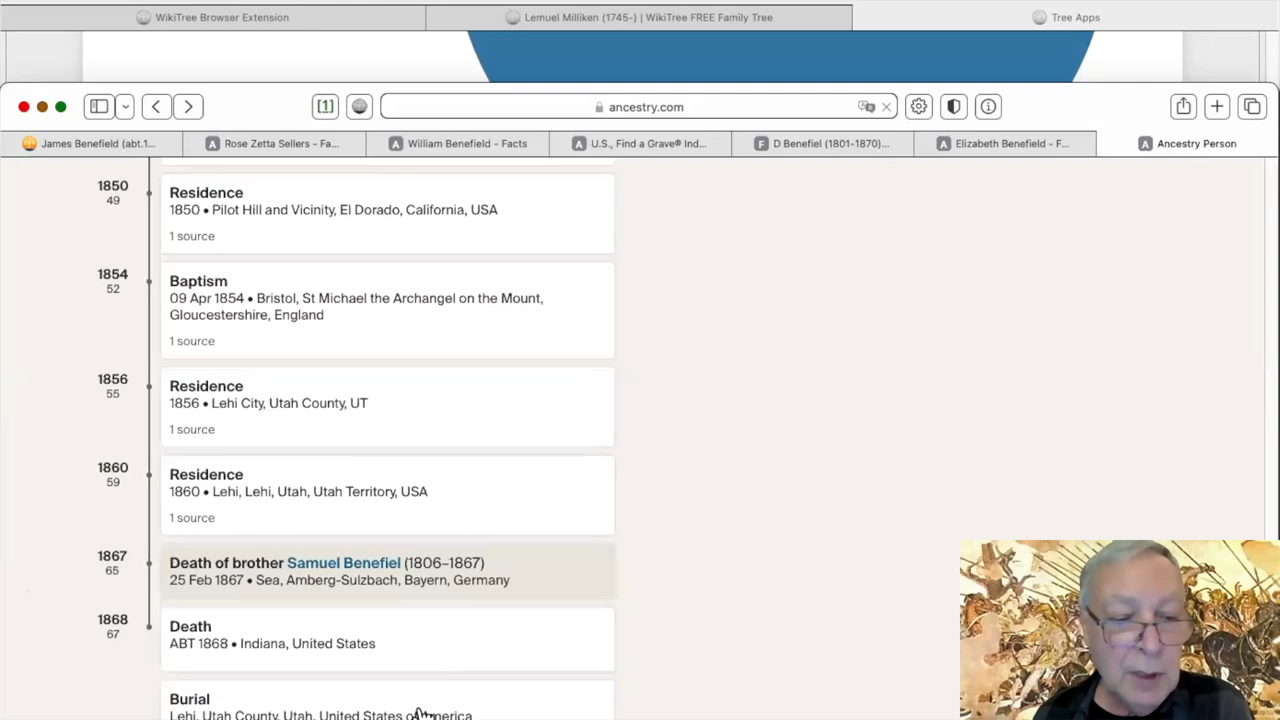 WikiTree Browser Extension
Lemuel Milliken (1745-) | WikiTree FREE Family Tree
Tree Apps
[1]
ancestry.com
James Benefield (abt.1...
A Rose Zetta Sellers - Fa...
A William Benefield - Facts
A U.S., Find a Grave® Ind...
F D Benefiel (1801-1870)...
A Elizabeth Benefield - F...
A Ancestry Person
1850
49
Residence
1850 • Pilot Hill and Vicinity, El Dorado, California, USA
1 source
1854
52
Baptism
09 Apr 1854 • Bristol, St Michael the Archangel on the Mount,
Gloucestershire, England
1 source
1856
55
Residence
1856 • Lehi City, Utah County, UT
1 source
1860
59
Residence
1860 • Lehi, Lehi, Utah, Utah Territory, USA
1 source
1867
65
Death of brother Samuel Benefiel (1806–1867)
25 Feb 1867 • Sea, Amberg-Sulzbach, Bayern, Germany
1868
67
Death
ABT 1868 • Indiana, United States
Burial
Lehi, Utah County, Utah, United States of America